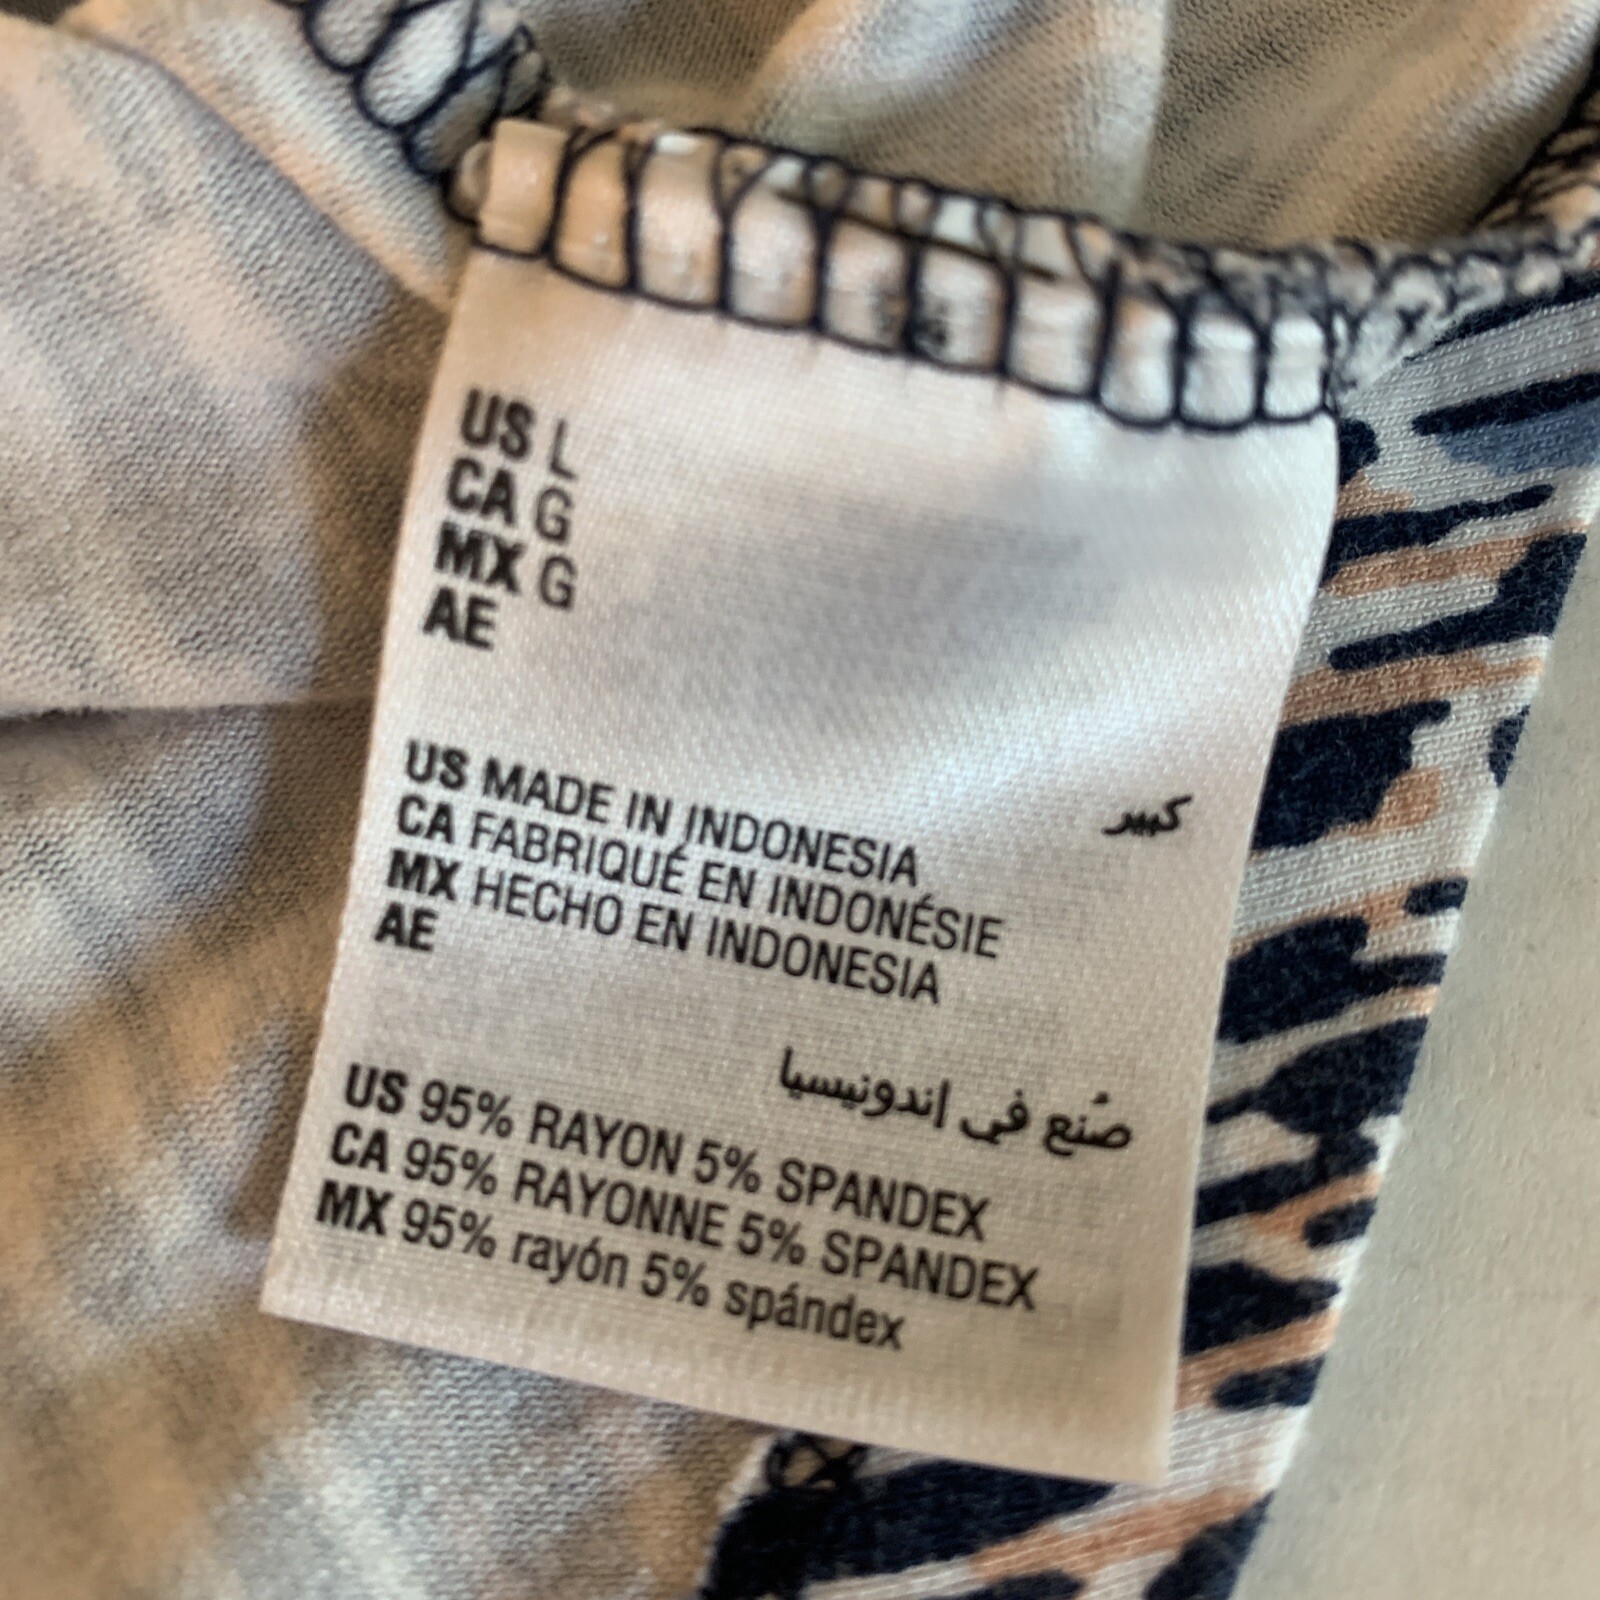 US L
CA G
MX G
AE
كبير
US MADE IN INDONESIA
CA FABRIQUÉ EN INDONÉSIE
MX HECHO EN INDONESIA
AE
صُنع في إندونيسيا
US 95% RAYON 5% SPANDEX
CA 95% RAYONNE 5% SPANDEX
MX 95% rayón 5% spándex